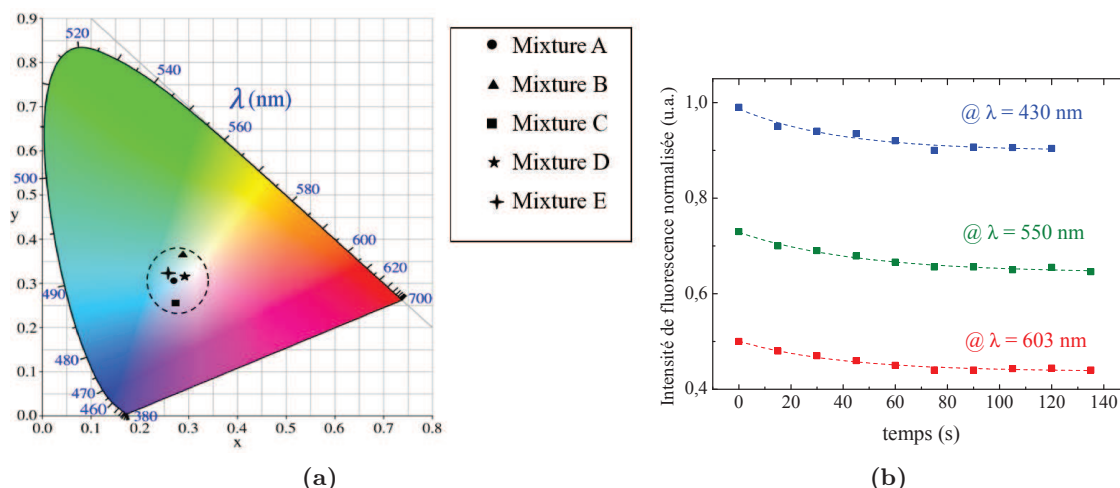 0.9
0.8
0.7
0.6
0.5
0.4
0.3
0.2
0.1
0.0
y
0.0 0.1 0.2 0.3 0.4 0.5 0.6 0.7 0.8
x
520
540
λ (nm)
560
500
580
600
620
490
700
480
470
460
380
Mixture A
Mixture B
Mixture C
Mixture D
Mixture E
(a)
Intensité de fluorescence normalisée (u.a.)
1,0
0,8
0,6
0,4
@ λ = 430 nm
@ λ = 550 nm
@ λ = 603 nm
0 20 40 60 80 100 120 140
temps (s)
(b)